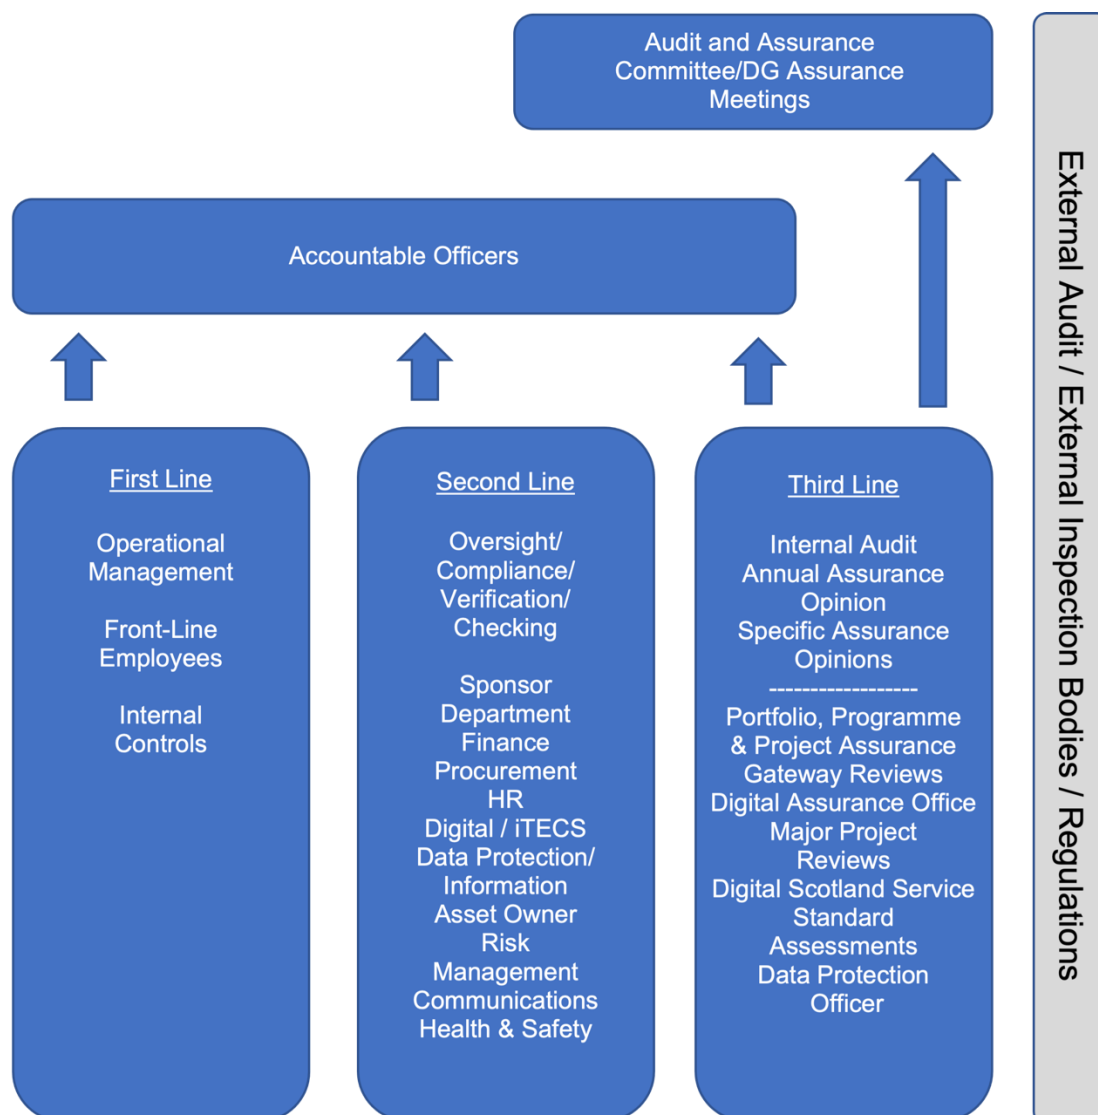 Audit and Assurance
Committee/DG Assurance
Meetings
Accountable Officers
First Line
Operational
Management
Front-Line
Employees
Internal
Controls
Second Line
Oversight/
Compliance/
Verification/
Checking
Sponsor
Department
Finance
Procurement
HR
Digital / iTECS
Data Protection/
Information
Asset Owner
Risk
Management
Communications
Health & Safety
Third Line
Internal Audit
Annual Assurance
Opinion
Specific Assurance
Opinions
------------------
Portfolio, Programme
& Project Assurance
Gateway Reviews
Digital Assurance Office
Major Project
Reviews
Digital Scotland Service
Standard
Assessments
Data Protection
Officer
External Audit / External Inspection Bodies / Regulations